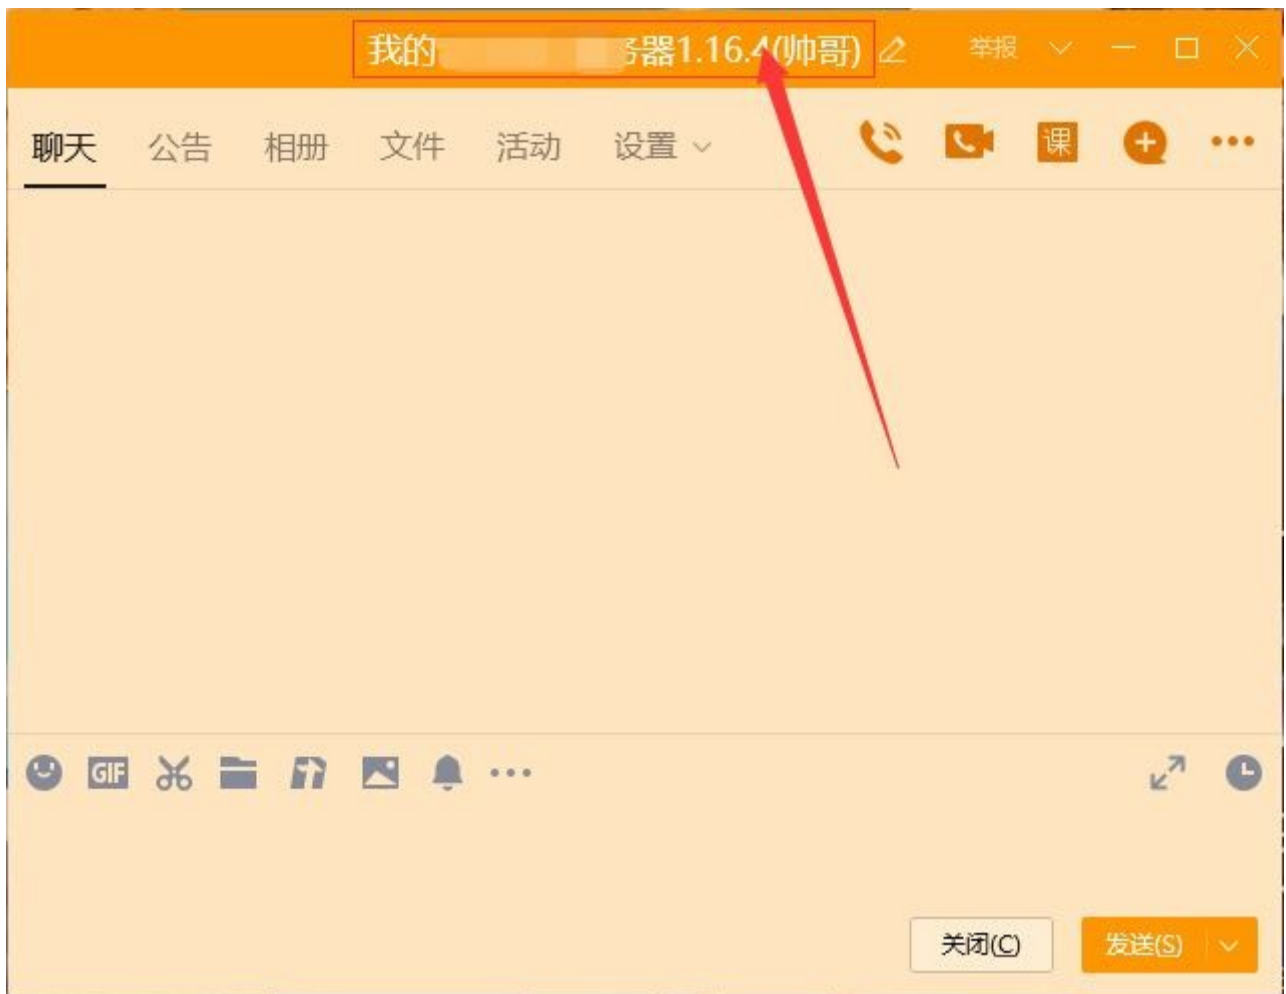 我的 器1.16.4(帅哥)
举报
聊天 公告 相册 文件 活动 设置 课
GIF
关闭(C) 发送(S)